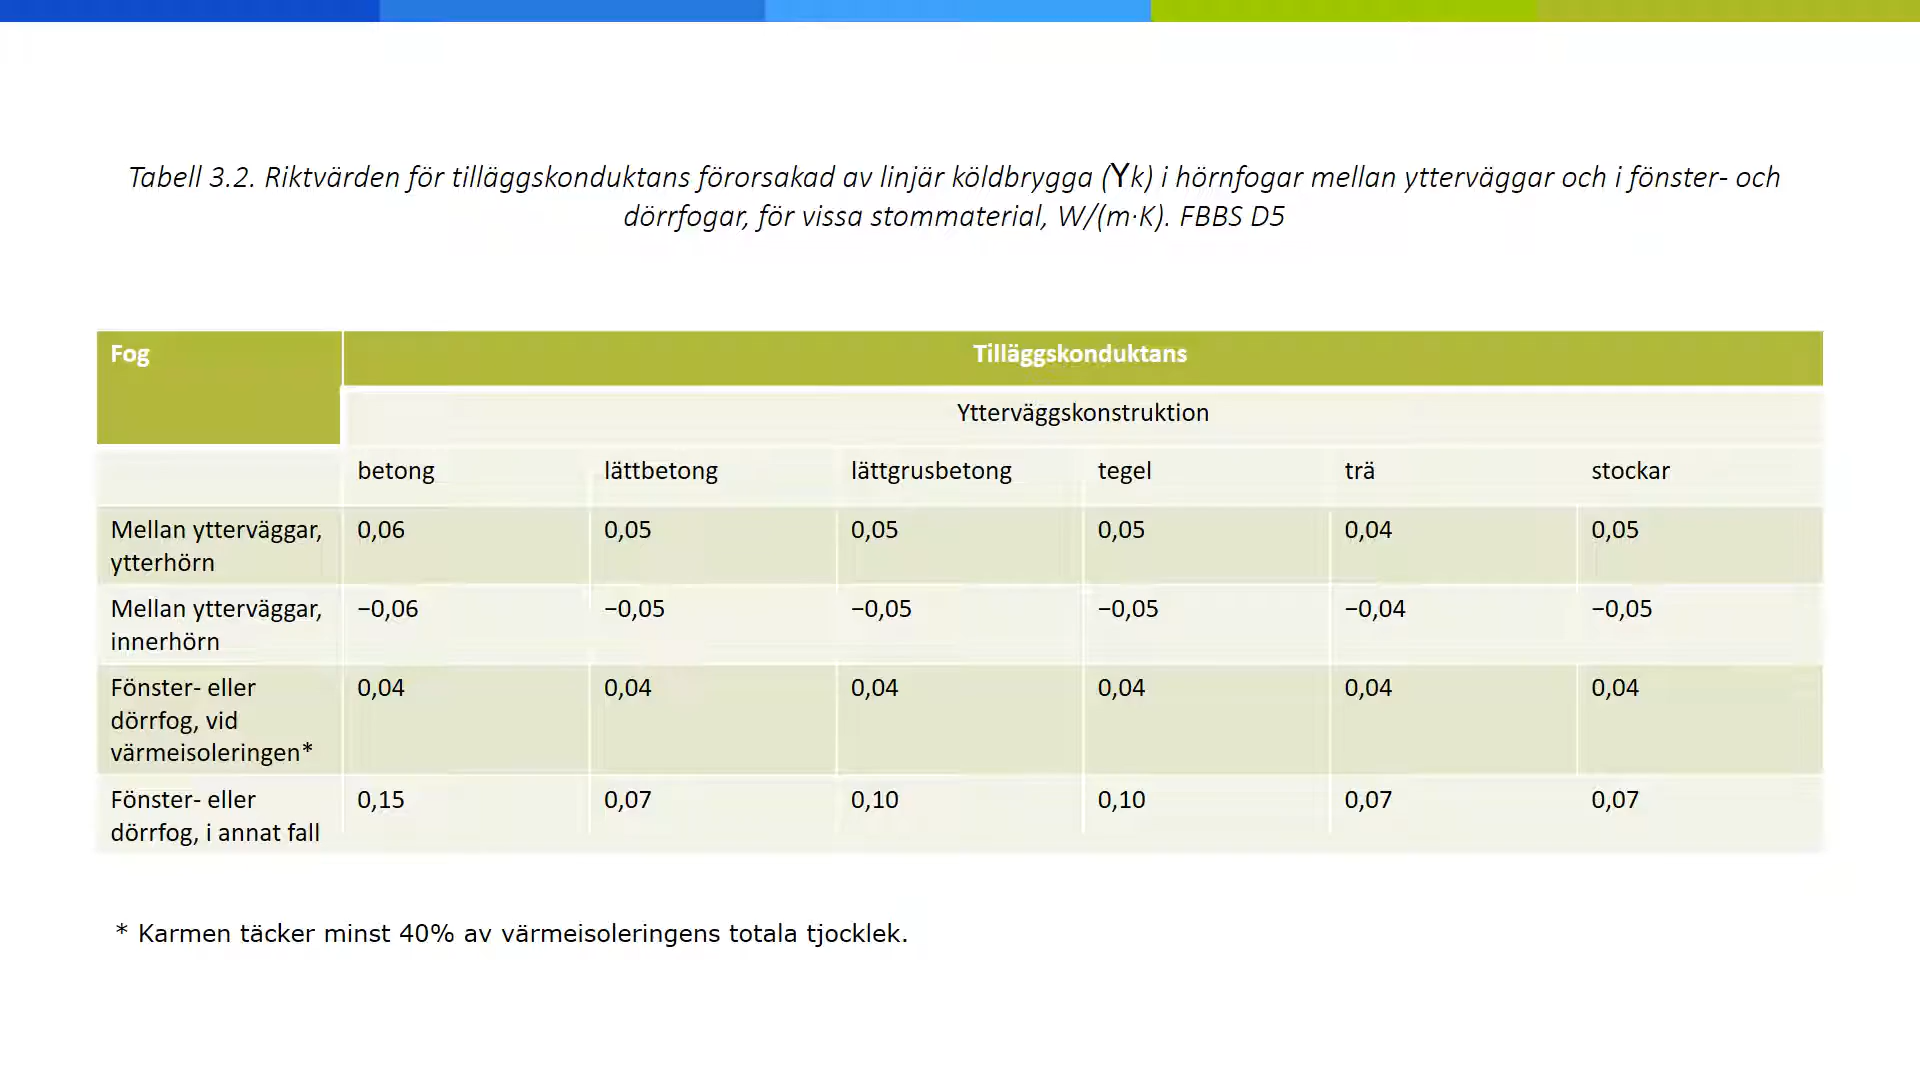 Tabell 3.2. Riktvärden för tilläggskonduktans förorsakad av linjär köldbrygga (Yk) i hörnfogar mellan ytterväggar och i fönster- och
dörrfogar, för vissa stommaterial, W/(m·K). FBBS D5
Fog Tilläggskonduktans
Ytterväggskonstruktion
betong lättbetong lättgrusbetong tegel trä stockar
Mellan ytterväggar, 0,06 0,05 0,05 0,05 0,04 0,05
ytterhörn
Mellan ytterväggar, −0,06 −0,05 −0,05 −0,05 −0,04 −0,05
innerhörn
Fönster- eller 0,04 0,04 0,04 0,04 0,04 0,04
dörrfog, vid
värmeisoleringen*
Fönster- eller 0,15 0,07 0,10 0,10 0,07 0,07
dörrfog, i annat fall
* Karmen täcker minst 40% av värmeisoleringens totala tjocklek.